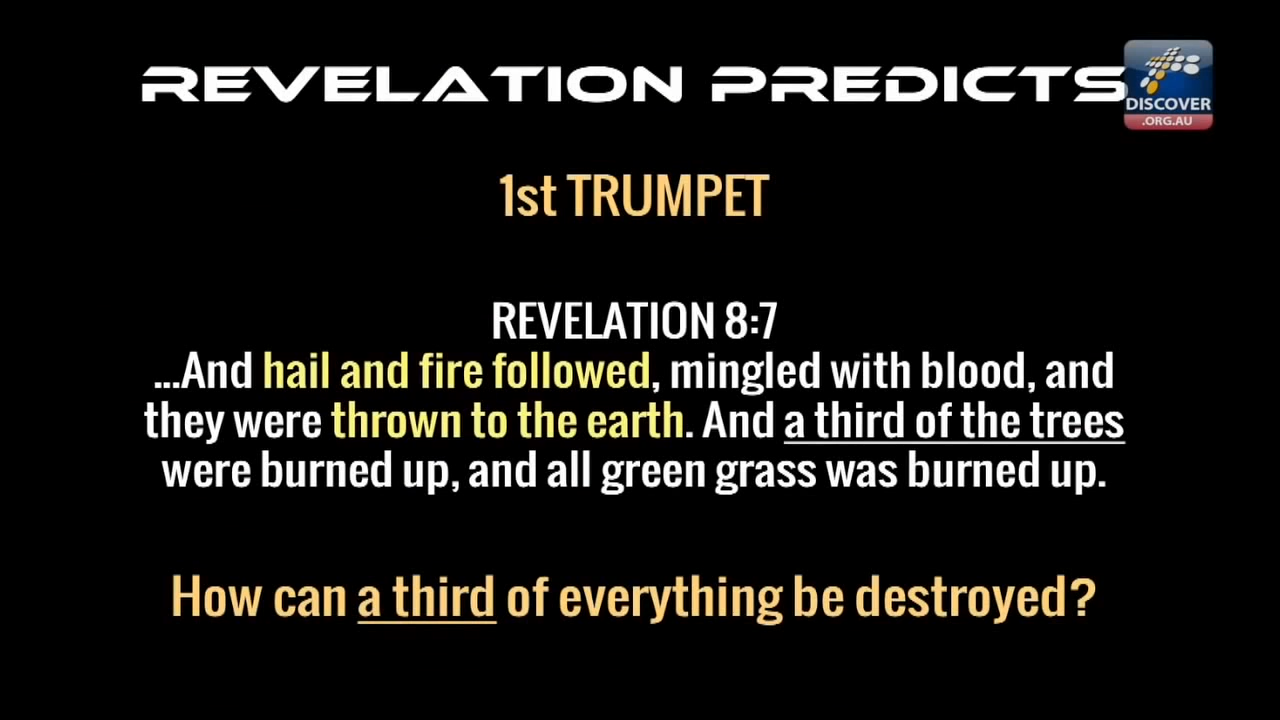 REVELATION PREDICTS
DISCOVER
.ORG.AU
1st TRUMPET
REVELATION 8:7
...And hail and fire followed, mingled with blood, and
they were thrown to the earth. And a third of the trees
were burned up, and all green grass was burned up.
How can a third of everything be destroyed?